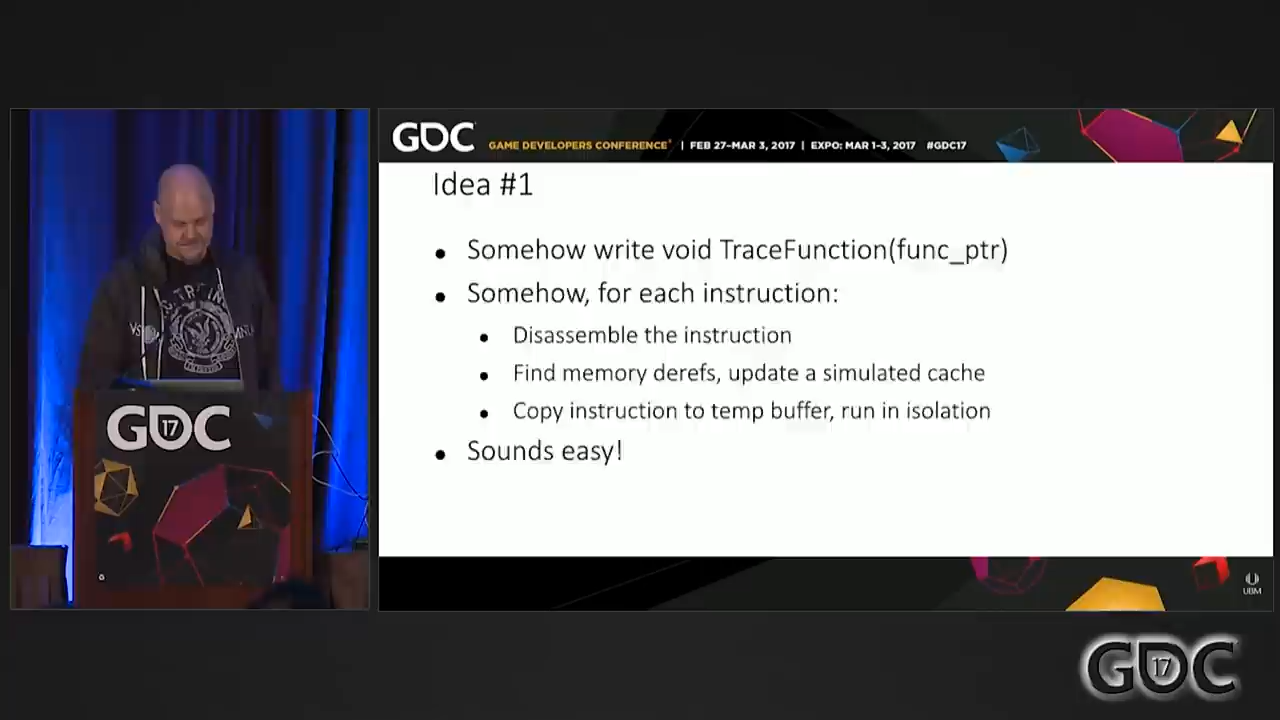 GDC
GAME DEVELOPERS CONFERENCE | FEB 27-MAR 3, 2017 | EXPO: MAR 1-3, 2017 #GDC17
Idea #1
Somehow write void TraceFunction(func_ptr)
Somehow, for each instruction:
Disassemble the instruction
Find memory derefs, update a simulated cache
Copy instruction to temp buffer, run in isolation
Sounds easy!
GDC
17
UBM
GDC
17